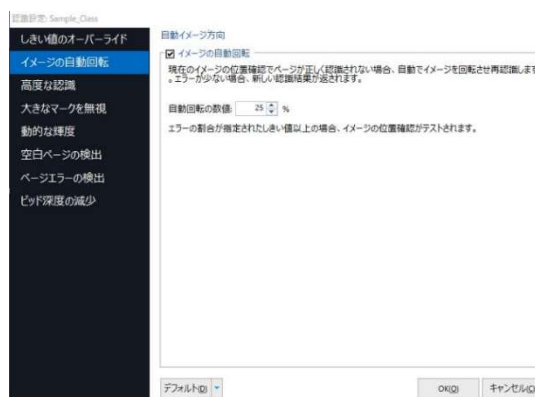 認識設定: Sample_Class
しきい値のオーバーライド
イメージの自動回転
高度な認識
大きなマークを無視
動的な輝度
空白ページの検出
ページエラーの検出
ビッド深度の減少
自動イメージ方向
イメージの自動回転
現在のイメージの位置確認でページが正しく認識されない場合、自動でイメージを回転させ再認識します
。エラーが少ない場合、新しい認識結果が返されます。
自動回転の数値: 25 %
エラーの割合が指定されたしきい値以上の場合、イメージの位置確認がテストされます。
デフォルト(D)
OK(O)
キャンセル(C)